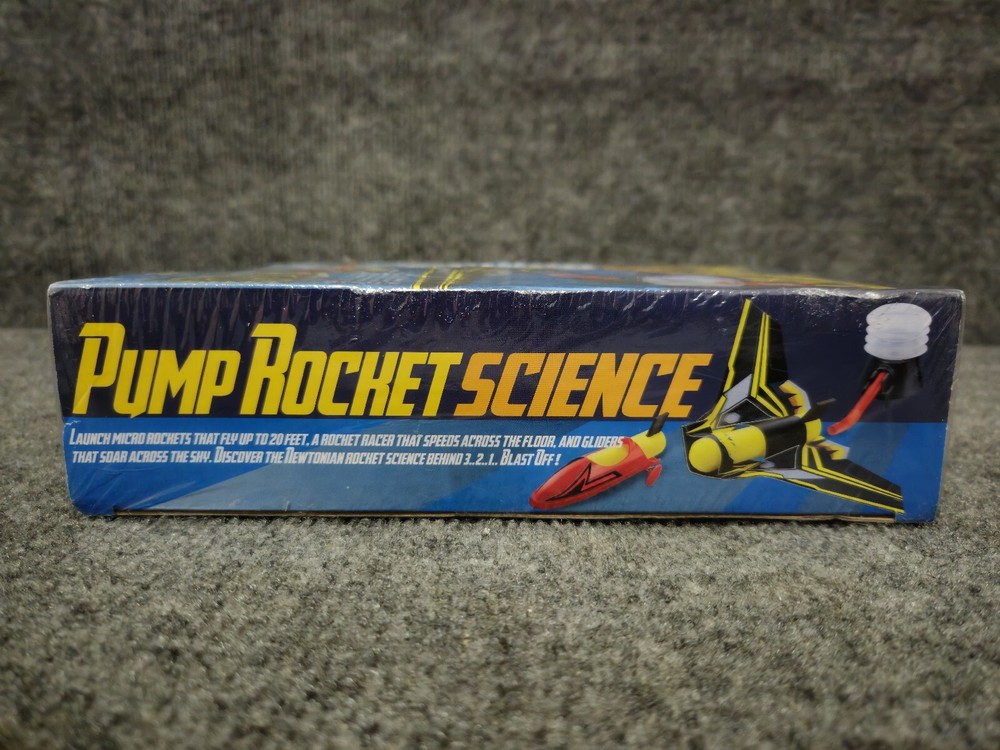 PUMP ROCKET SCIENCE
LAUNCH MICRO ROCKETS THAT FLY UP TO 20 FEET, A ROCKET RACER THAT SPEEDS ACROSS THE FLOOR, AND GLIDERS
THAT SOAR ACROSS THE SKY. DISCOVER THE NEWTONIAN ROCKET SCIENCE BEHIND 3..2..1.. BLAST OFF!